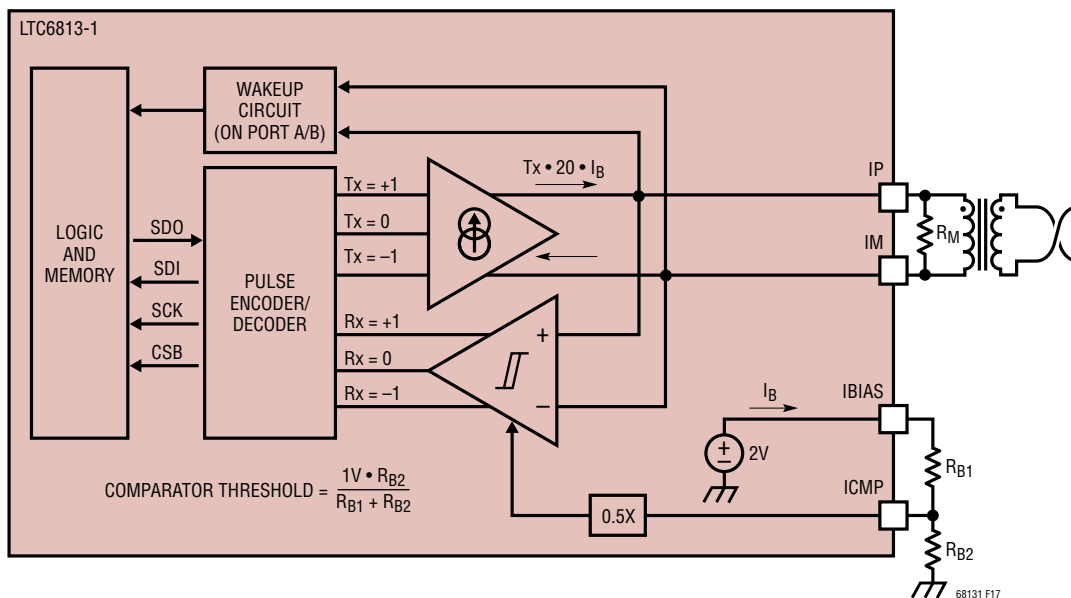 LTC6813-1
WAKEUP
CIRCUIT
(ON PORT A/B)
Tx • 20 • IB
IP
Tx = +1
LOGIC
AND
MEMORY
SDO
Tx = 0
RM
IM
SDI
Tx = –1
PULSE
ENCODER/
DECODER
SCK
Rx = +1
+
CSB
Rx = 0
Rx = –1
–
IB
IBIAS
+
–
2V
RB1
COMPARATOR THRESHOLD = 1V • RB2
RB1 + RB2
ICMP
0.5X
RB2
68131 F17